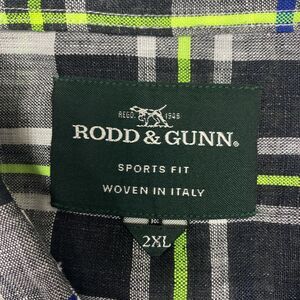 REGD. 1946
RODD & GUNN®
SPORTS FIT
WOVEN IN ITALY
2XL